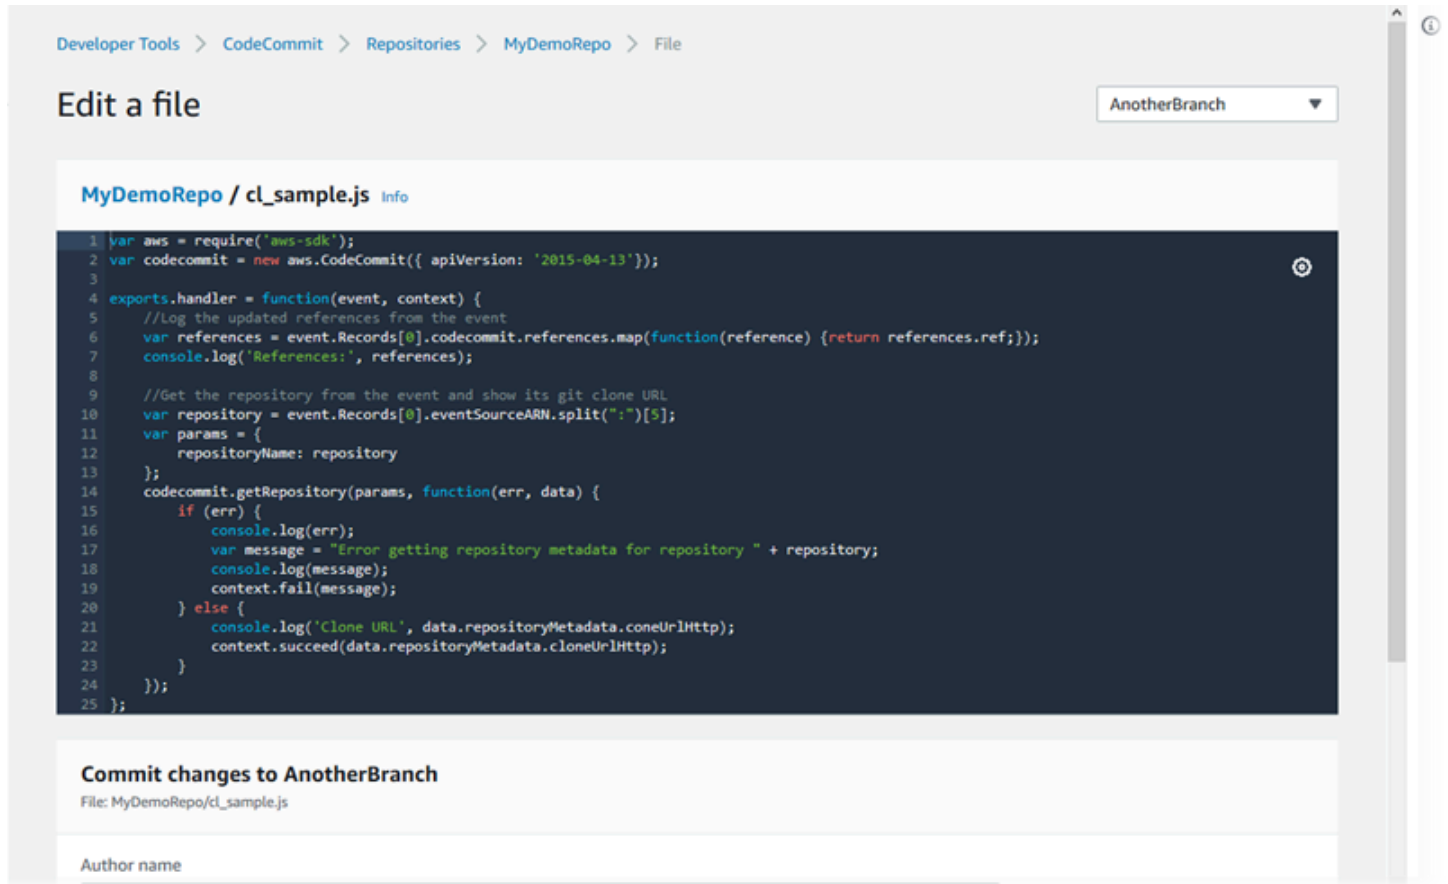 Developer Tools > CodeCommit > Repositories > MyDemoRepo > File
Edit a file
AnotherBranch
MyDemoRepo / cl_sample.js Info
1 var aws = require('aws-sdk');
2 var codecommit = new aws.CodeCommit({ apiVersion: '2015-04-13'});
3
4 exports.handler = function(event, context) {
5     //Log the updated references from the event
6     var references = event.Records[0].codecommit.references.map(function(reference) {return references.ref;});
7     console.log('References:', references);
8
9     //Get the repository from the event and show its git clone URL
10     var repository = event.Records[0].eventSourceARN.split(":")[5];
11     var params = {
12         repositoryName: repository
13     };
14     codecommit.getRepository(params, function(err, data) {
15         if (err) {
16             console.log(err);
17             var message = "Error getting repository metadata for repository " + repository;
18             console.log(message);
19             context.fail(message);
20         } else {
21             console.log('Clone URL', data.repositoryMetadata.coneUrlHttp);
22             context.succeed(data.repositoryMetadata.cloneUrlHttp);
23         }
24     });
25 };
Commit changes to AnotherBranch
File: MyDemoRepo/cl_sample.js
Author name